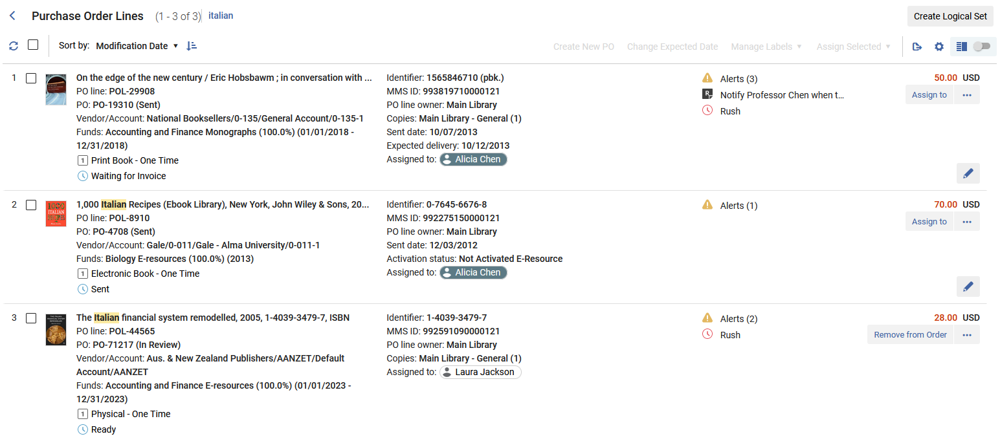 Purchase Order Lines (1 - 3 of 3) italian
Create Logical Set
Sort by: Modification Date
Create New PO Change Expected Date Manage Labels Assign Selected
1
On the edge of the new century / Eric Hobsbawm ; in conversation with ...
PO line: POL-29908
PO: PO-19310 (Sent)
Vendor/Account: National Booksellers/0-135/General Account/0-135-1
Funds: Accounting and Finance Monographs (100.0%) (01/01/2018 -
12/31/2018)
1 Print Book - One Time
Waiting for Invoice
Identifier: 1565846710 (pbk.)
MMS ID: 993819710000121
PO line owner: Main Library
Copies: Main Library - General (1)
Sent date: 10/07/2013
Expected delivery: 10/12/2013
Assigned to: Alicia Chen
Alerts (3)
R Notify Professor Chen when t...
Rush
50.00 USD
Assign to
2
1,000 Italian Recipes (Ebook Library), New York, John Wiley & Sons, 20...
PO line: POL-8910
PO: PO-4708 (Sent)
Vendor/Account: Gale/0-011/Gale - Alma University/0-011-1
Funds: Biology E-resources (100.0%) (2013)
1 Electronic Book - One Time
Sent
Identifier: 0-7645-6676-8
MMS ID: 992275150000121
PO line owner: Main Library
Sent date: 12/03/2012
Activation status: Not Activated E-Resource
Assigned to: Alicia Chen
Alerts (1)
70.00 USD
Assign to
3
The Italian financial system remodelled, 2005, 1-4039-3479-7, ISBN
PO line: POL-44565
PO: PO-71217 (In Review)
Vendor/Account: Aus. & New Zealand Publishers/AANZET/Default
Account/AANZET
Funds: Accounting and Finance E-resources (100.0%) (01/01/2023 -
12/31/2023)
1 Physical - One Time
Ready
Identifier: 1-4039-3479-7
MMS ID: 992591090000121
PO line owner: Main Library
Copies: Main Library - General (1)
Assigned to: Laura Jackson
Alerts (2)
Rush
28.00 USD
Remove from Order